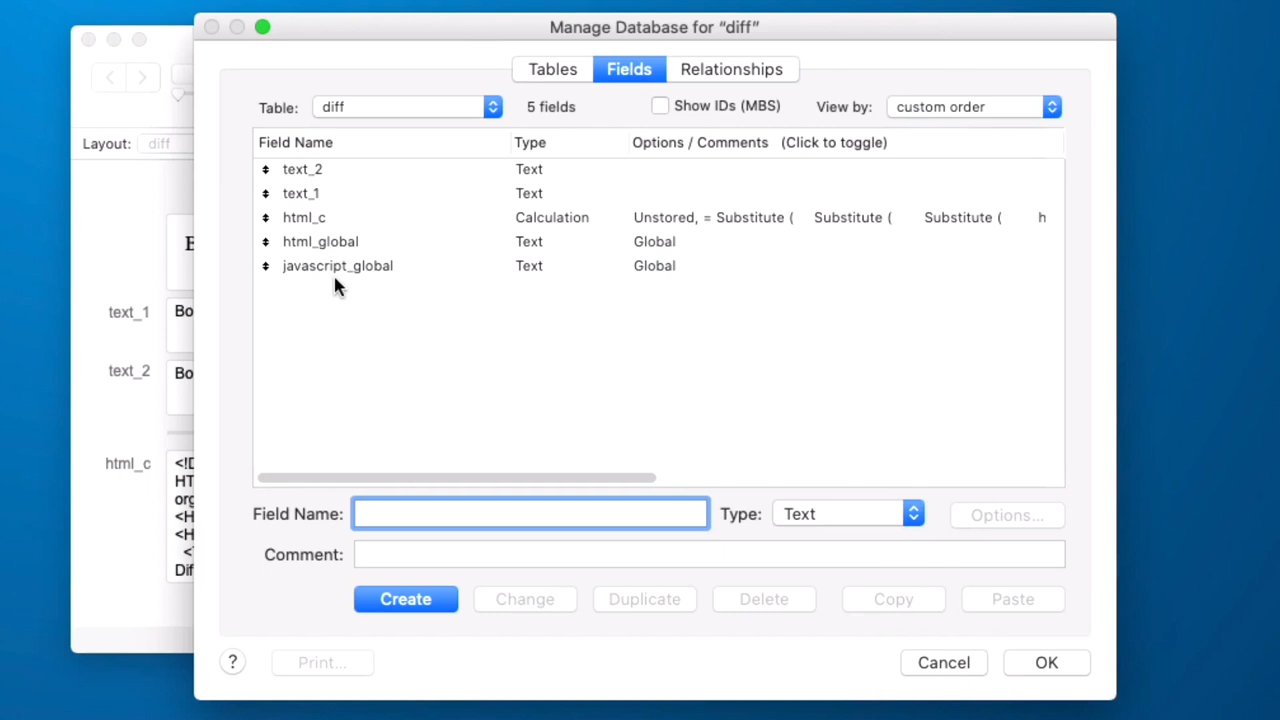 Manage Database for “diff”
Tables Fields Relationships
Table: diff 5 fields Show IDs (MBS) View by: custom order
Field Name Type Options / Comments (Click to toggle)
text_2 Text
text_1 Text
html_c Calculation Unstored, = Substitute ( Substitute ( Substitute ( h
html_global Text Global
javascript_global Text Global
Field Name: Type: Text Options...
Comment:
Create Change Duplicate Delete Copy Paste
? Print... Cancel OK
Layout: diff
text_1 Bo
text_2 Bo
html_c <!D
HT
org
<H
<H
Dif